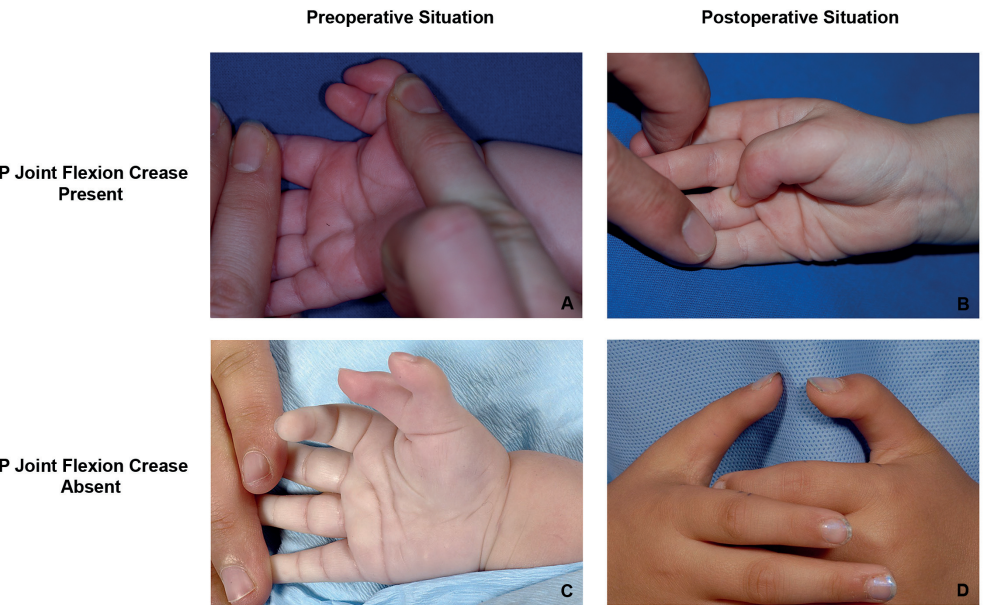 Preoperative Situation
Postoperative Situation
P Joint Flexion Crease
Present
A
B
P Joint Flexion Crease
Absent
C
D